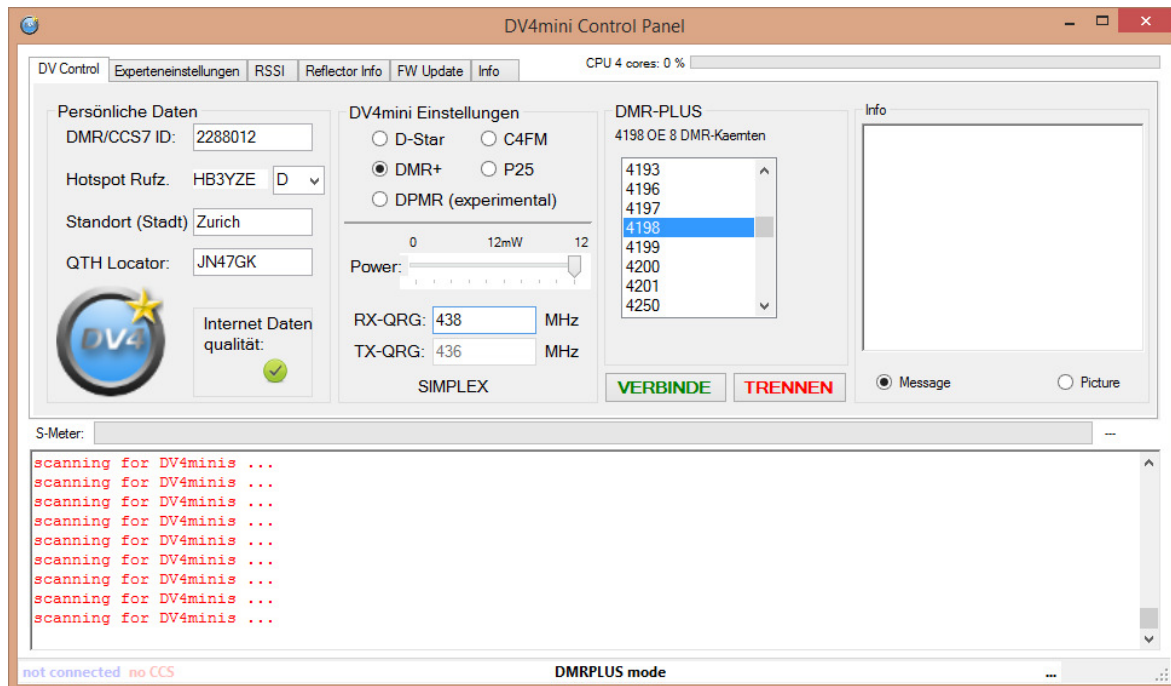 DV4mini Control Panel
DV Control Experteneinstellungen RSSI Reflector Info FW Update Info CPU 4 cores: 0 %
Persönliche Daten
DMR/CCS7 ID: 2288012
Hotspot Rufz. HB3YZE D
Standort (Stadt) Zurich
QTH Locator: JN47GK
DV4
Internet Daten
qualität:
DV4mini Einstellungen
D-Star C4FM
DMR+ P25
DPMR (experimental)
0 12mW 12
Power:
RX-QRG: 438 MHz
TX-QRG: 436 MHz
SIMPLEX
DMR-PLUS
4198 OE 8 DMR-Kaernten
4193
4196
4197
4198
4199
4200
4201
4250
VERBINDE TRENNEN
Info
Message Picture
S-Meter: ---
scanning for DV4minis ...
scanning for DV4minis ...
scanning for DV4minis ...
scanning for DV4minis ...
scanning for DV4minis ...
scanning for DV4minis ...
scanning for DV4minis ...
scanning for DV4minis ...
scanning for DV4minis ...
not connected no CCS DMRPLUS mode ...